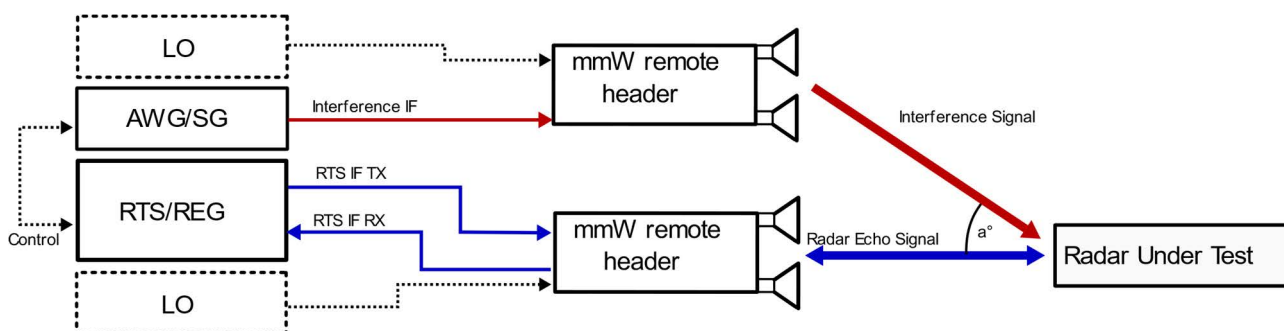 LO
mmW remote
header
AWG/SG
Interference IF
Interference Signal
RTS/REG
RTS IF TX
RTS IF RX
Control
mmW remote
header
Radar Echo Signal
a°
Radar Under Test
LO